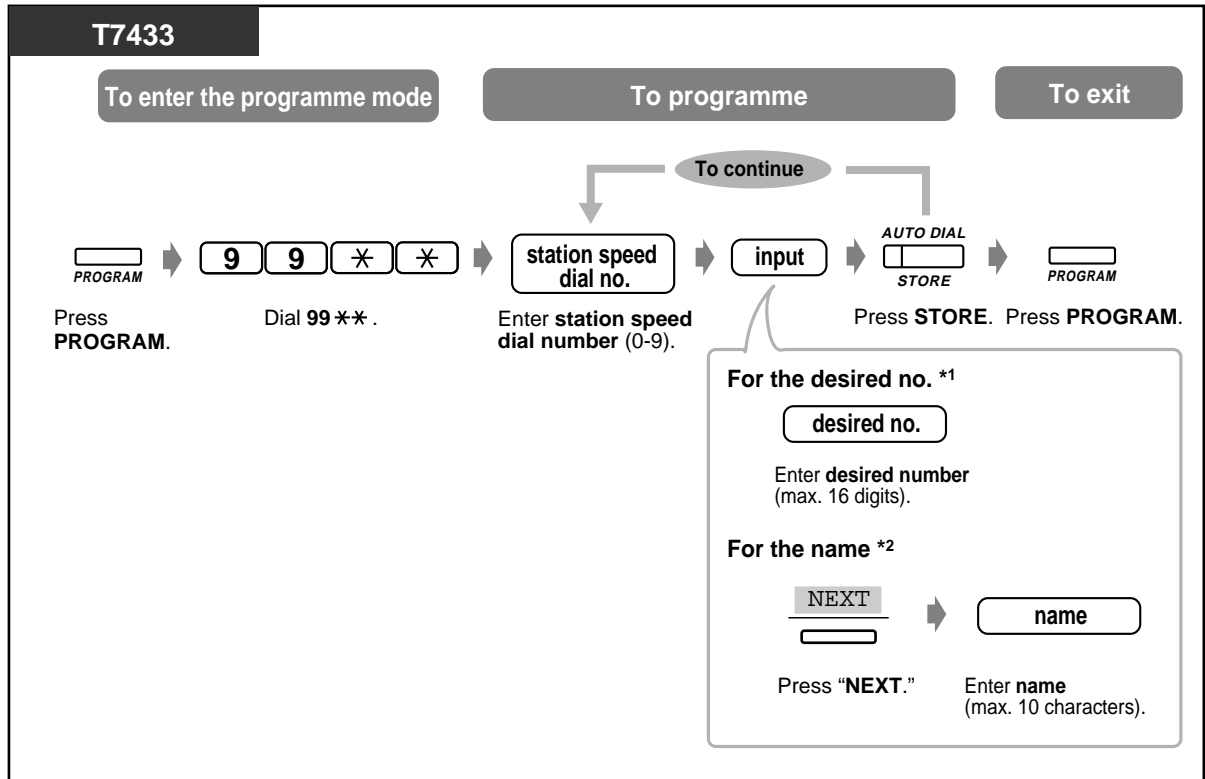 T7433
To enter the programme mode
To programme
To exit
To continue
PROGRAM
9 9 * *
station speed
dial no.
input
AUTO DIAL
STORE
PROGRAM
Press
PROGRAM.
Dial 99 ** .
Enter station speed
dial number (0-9).
Press STORE.
Press PROGRAM.
For the desired no. *1
desired no.
Enter desired number
(max. 16 digits).
For the name *2
NEXT
name
Press “NEXT.”
Enter name
(max. 10 characters).